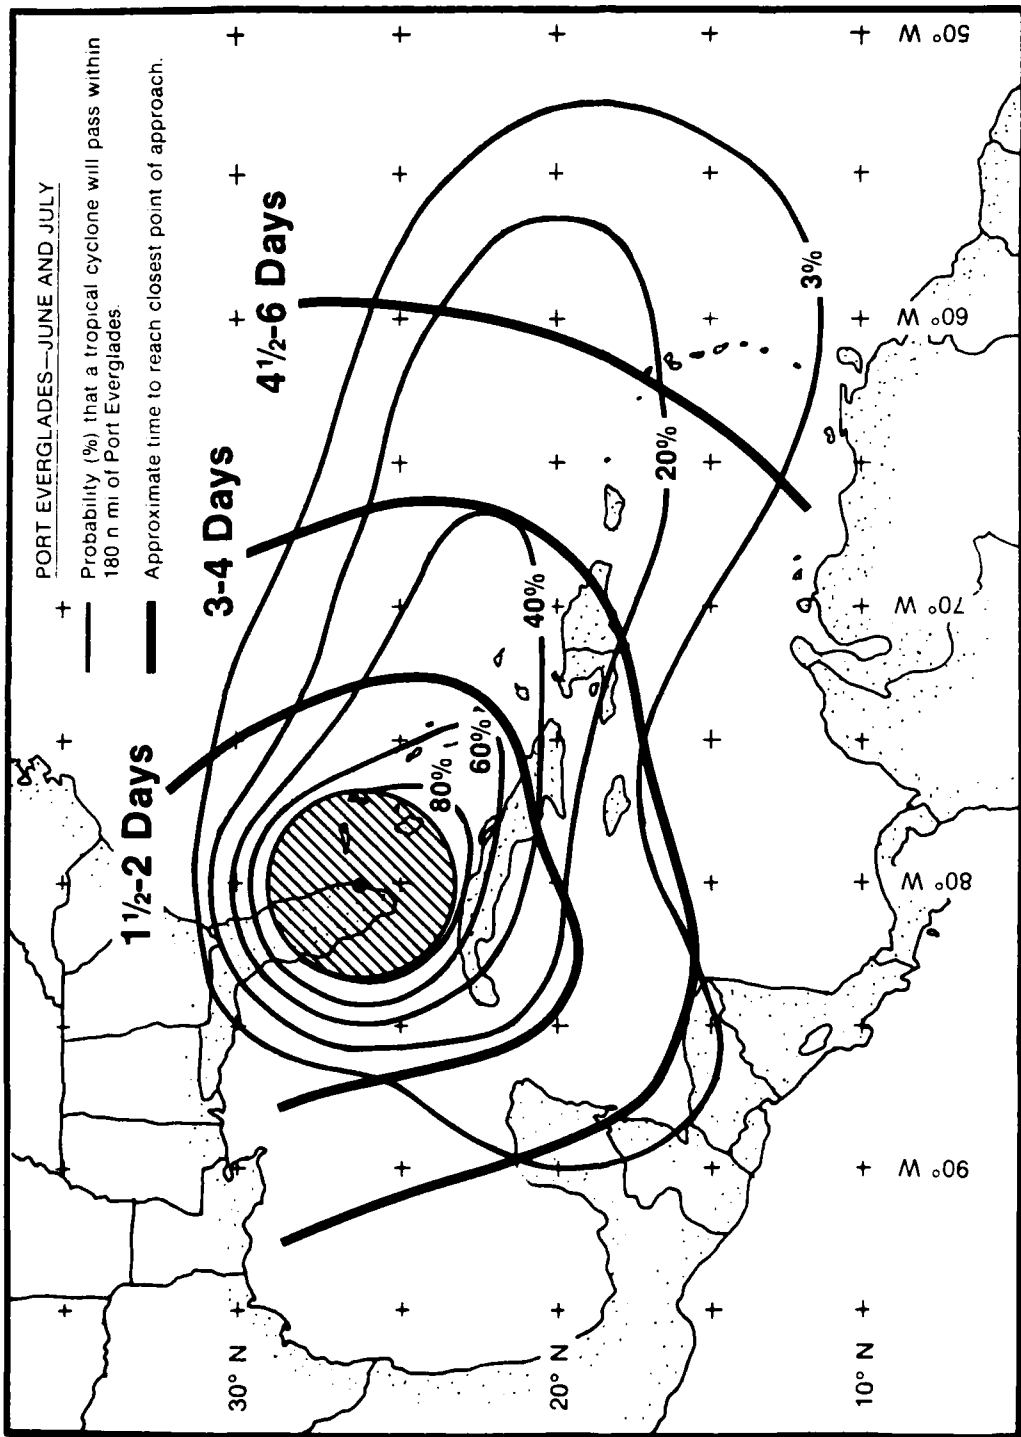 PORT EVERGLADES—JUNE AND JULY
Probability (%) that a tropical cyclone will pass within
180 n mi of Port Everglades.
Approximate time to reach closest point of approach.
1½-2 Days
3-4 Days
4½-6 Days
80%
60%
40%
20%
3%
30° N
20° N
10° N
90° W
80° W
70° W
60° W
50° W